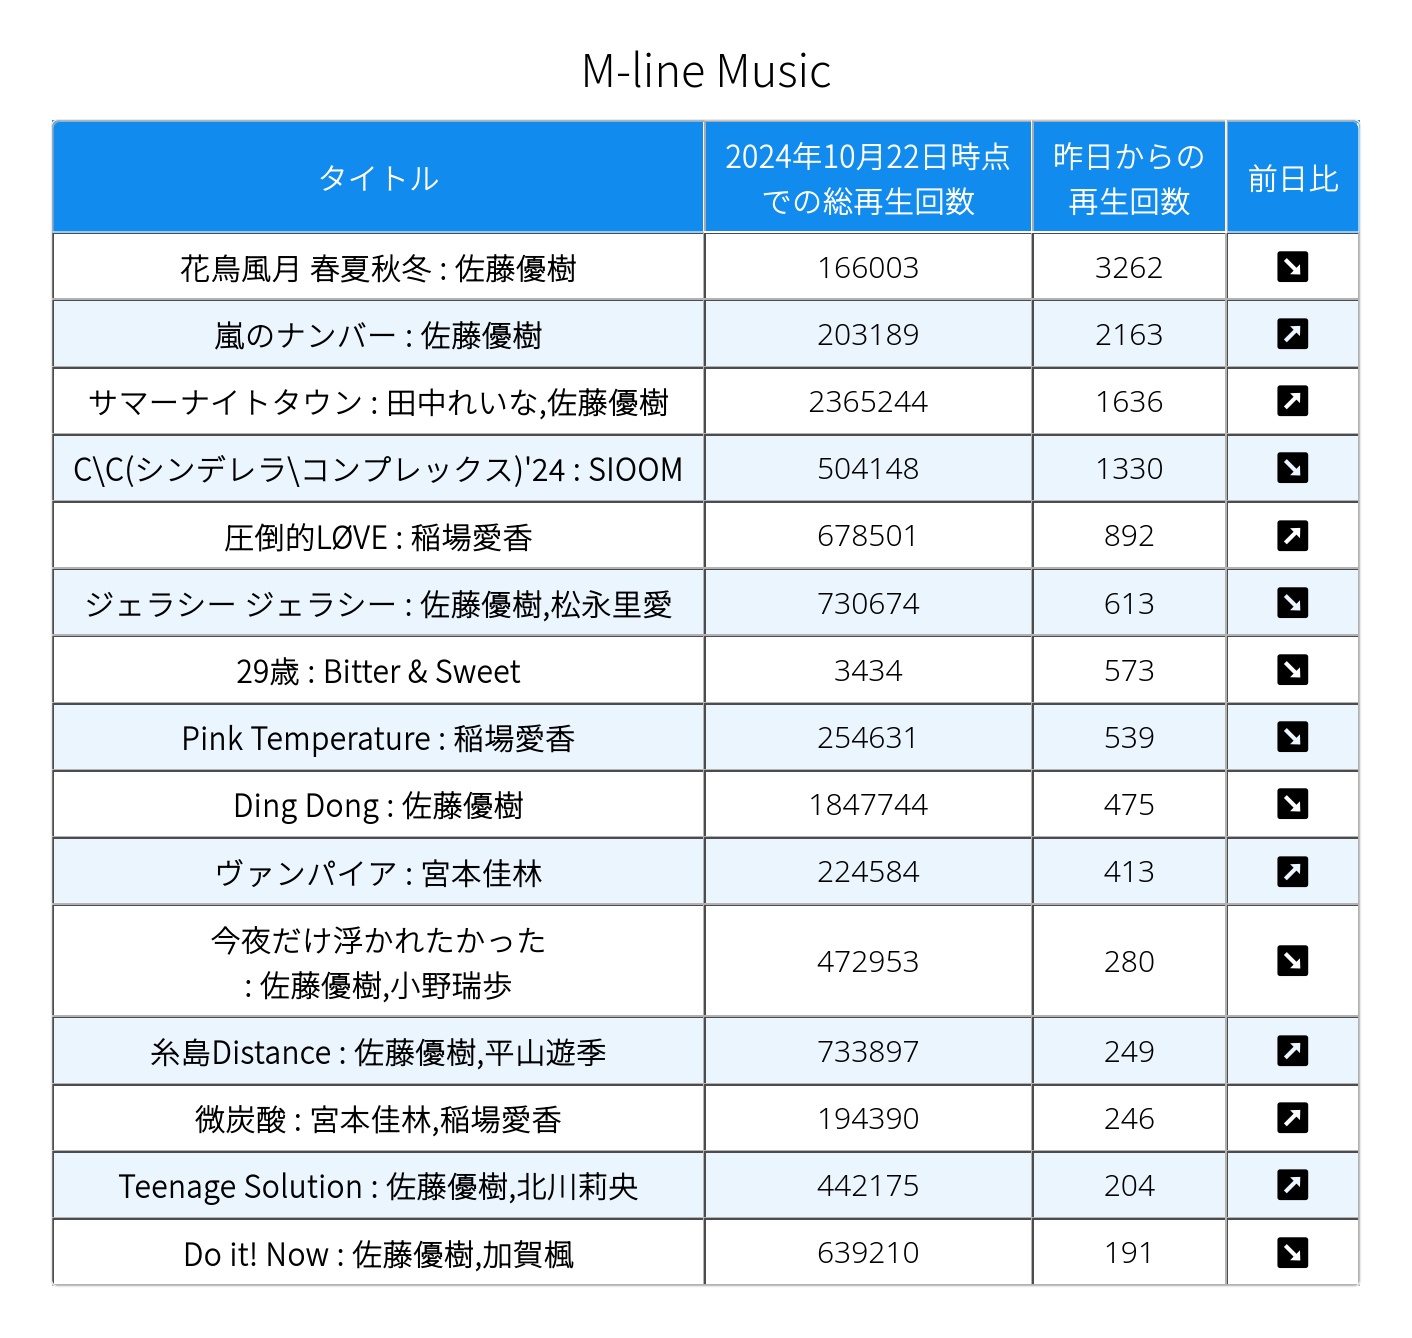 M-line Music
タイトル 2024年10月22日時点での総再生回数 昨日からの再生回数 前日比
花鳥風月 春夏秋冬 : 佐藤優樹 166003 3262 ↘
嵐のナンバー : 佐藤優樹 203189 2163 ↗
サマーナイトタウン : 田中れいな,佐藤優樹 2365244 1636 ↗
C\C(シンデレラ\コンプレックス)'24 : SIOOM 504148 1330 ↘
圧倒的LØVE : 稲場愛香 678501 892 ↗
ジェラシー ジェラシー : 佐藤優樹,松永里愛 730674 613 ↘
29歳 : Bitter & Sweet 3434 573 ↘
Pink Temperature : 稲場愛香 254631 539 ↘
Ding Dong : 佐藤優樹 1847744 475 ↘
ヴァンパイア : 宮本佳林 224584 413 ↗
今夜だけ浮かれたかった
: 佐藤優樹,小野瑞歩 472953 280 ↘
糸島Distance : 佐藤優樹,平山遊季 733897 249 ↗
微炭酸 : 宮本佳林,稲場愛香 194390 246 ↗
Teenage Solution : 佐藤優樹,北川莉央 442175 204 ↗
Do it! Now : 佐藤優樹,加賀楓 639210 191 ↘